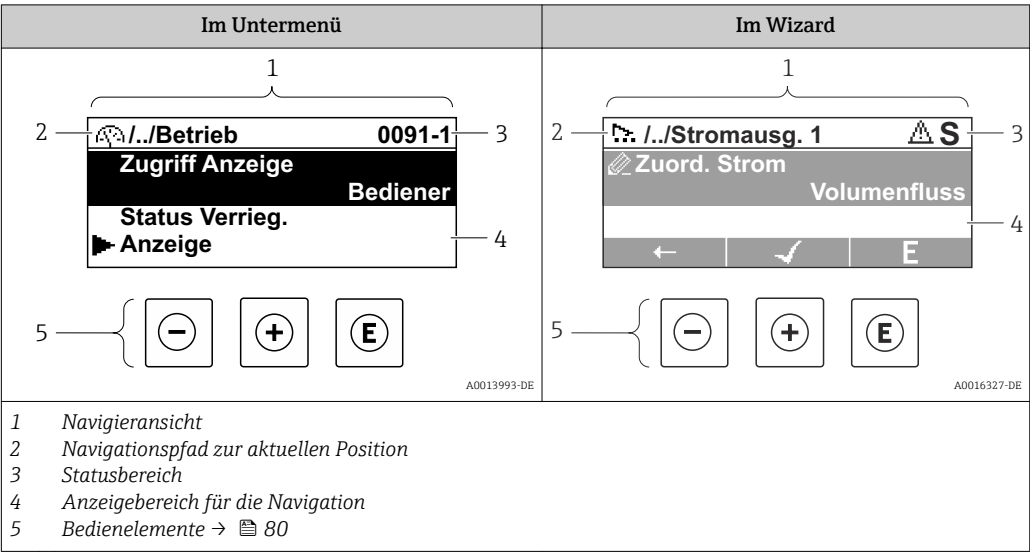 Im Untermenü
Im Wizard
1
2
/../Betrieb 0091-1
3
Zugriff Anzeige
Bediener
Status Verrieg.
Anzeige
4
5
- + E
A0013993-DE
1
2
/../Stromausg. 1 S
3
Zuord. Strom
Volumenfluss
4
← ✓ E
5
- + E
A0016327-DE
1 Navigieransicht
2 Navigationspfad zur aktuellen Position
3 Statusbereich
4 Anzeigebereich für die Navigation
5 Bedienelemente → 80